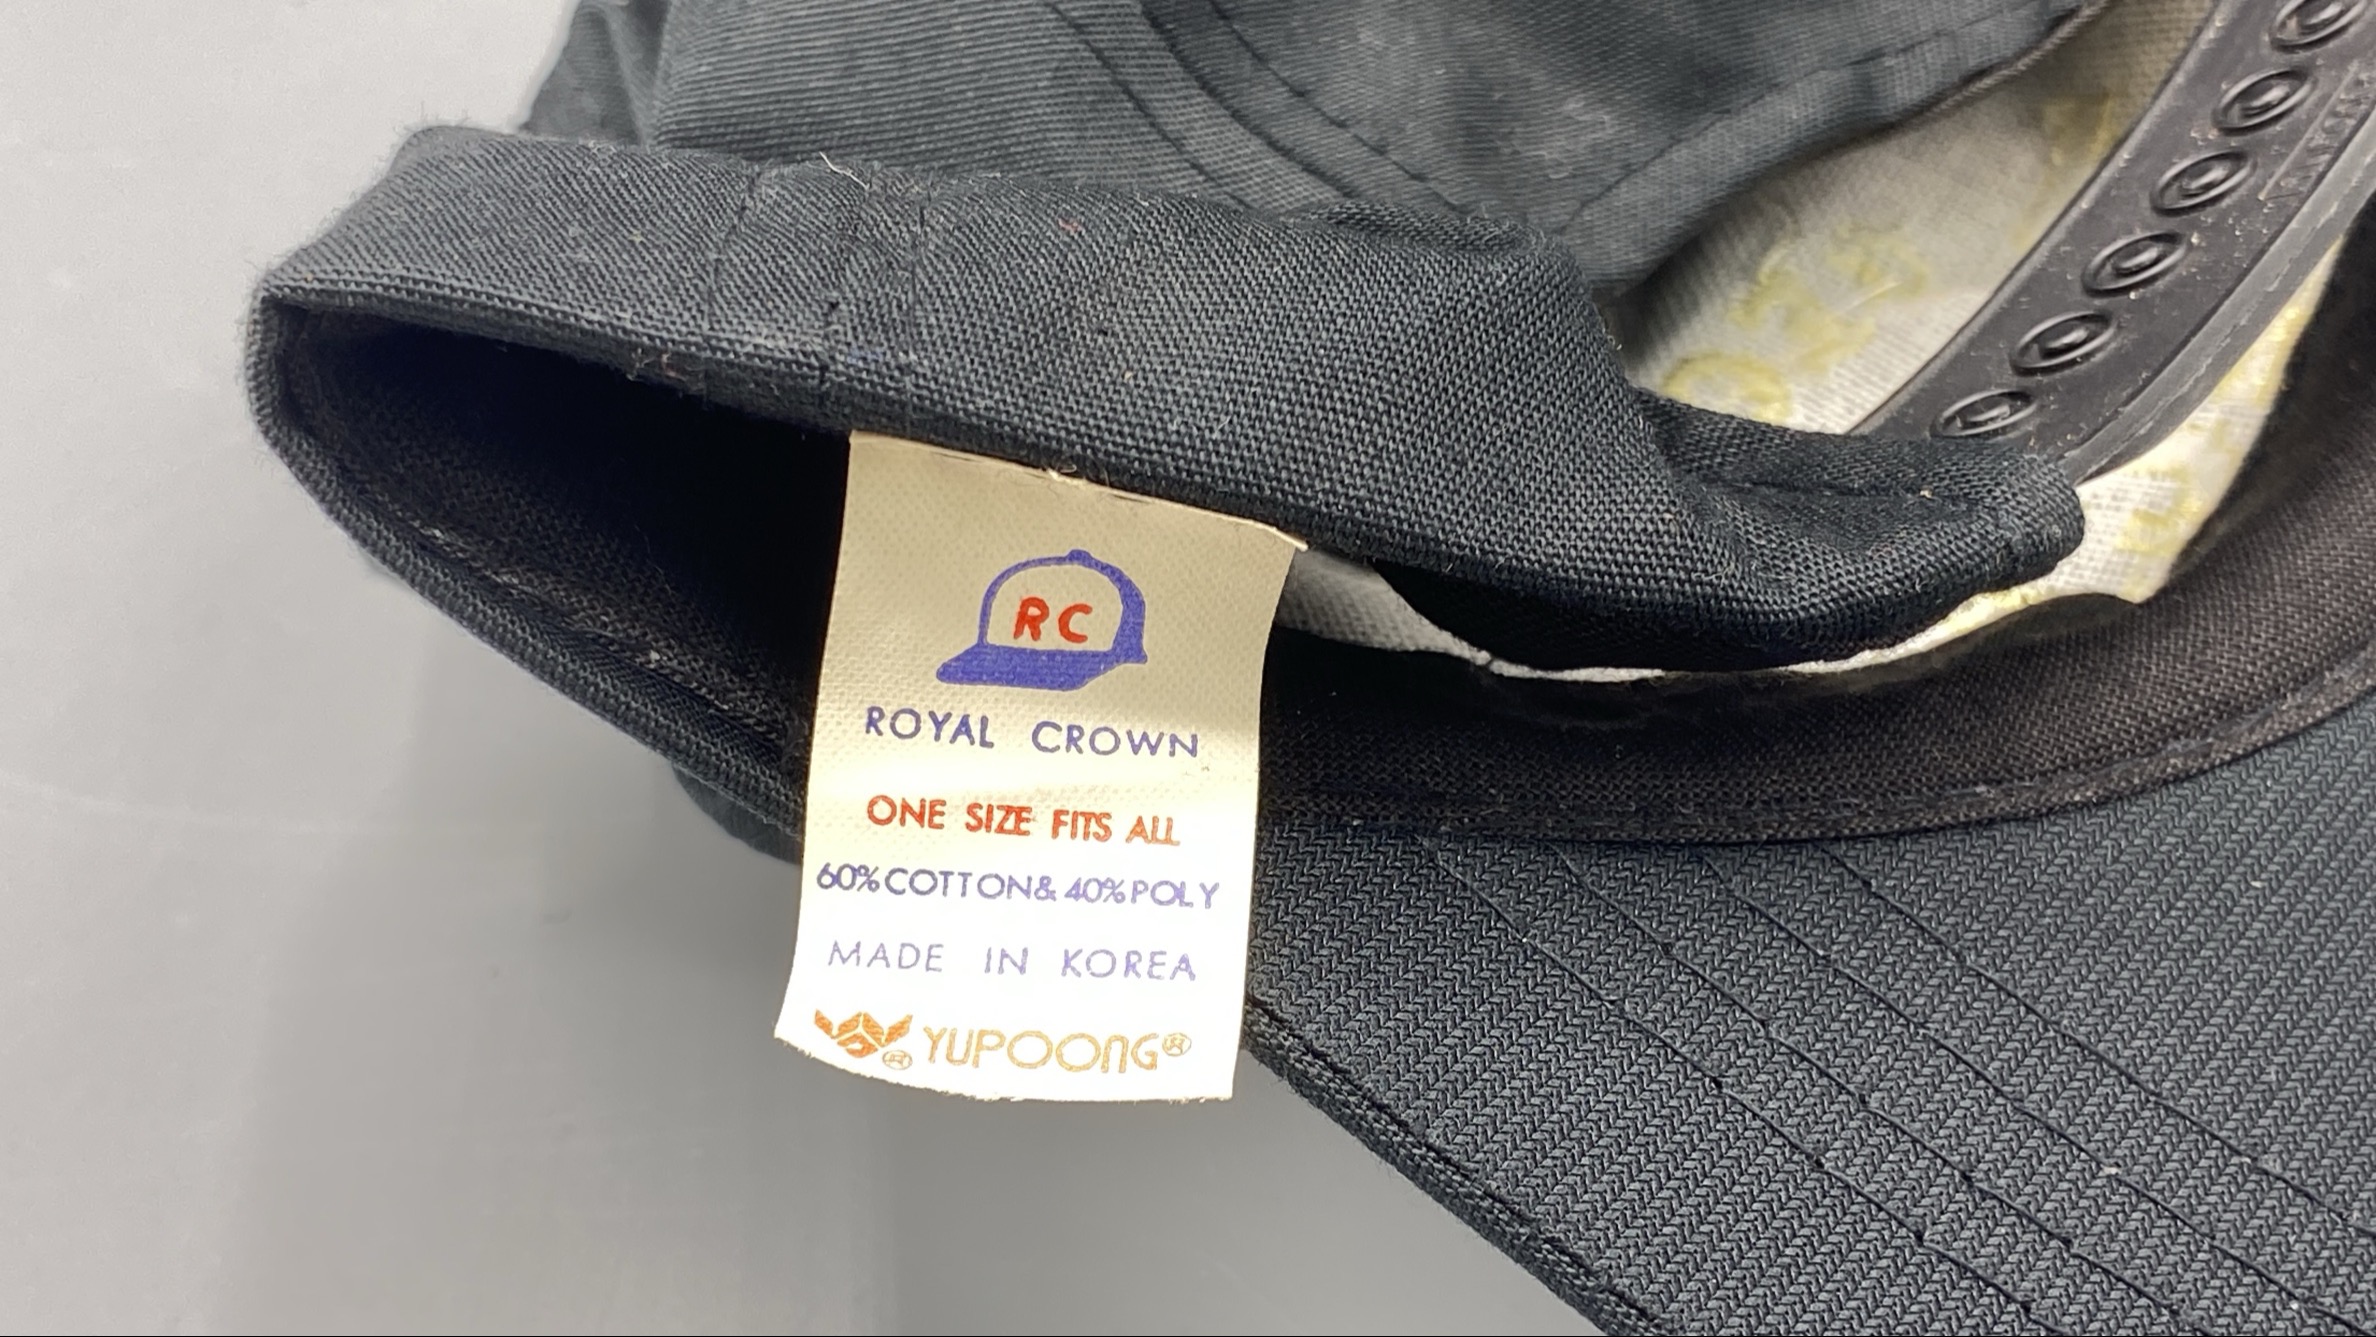 RC
ROYAL CROWN
ONE SIZE FITS ALL
60%COTTON&40%POLY
MADE IN KOREA
® YUPOONG®